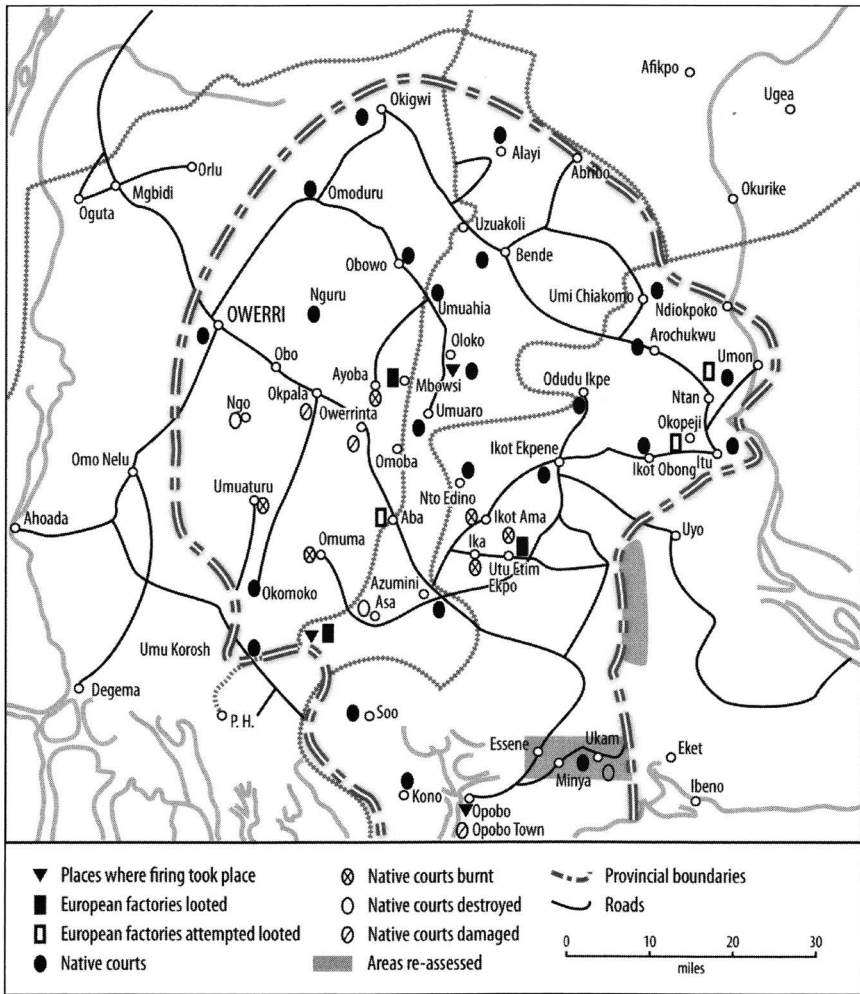 Afikpo
Ugea
Okigwi
Alayi
Abribo
Orlu
Mgbidi
Oguta
Okurike
Omoduru
Uzuakoli
Bende
Obowo
Umuahia
Umi Chiakomo
Ndiokpoko
Nguru
OWERRI
Arochukwu
Umon
Oloko
Obo
Ayoba
Mbowsi
Odudu Ikpe
Ntan
Okpala
Umuaro
Okopeji
Ngo
Owerrinta
Omoba
Ikot Ekpene
Ikot Obong
Itu
Omo Nelu
Nto Edino
Umuaturu
Aba
Ikot Ama
Ahoada
Uyo
Omuma
Ika
Utu Etim
Ekpo
Azumini
Okomoko
Asa
Umu Korosh
Degema
P. H.
Soo
Essene
Ukam
Eket
Minya
Ibeno
Kono
Opobo
Opobo Town
Places where firing took place
European factories looted
European factories attempted looted
Native courts
Native courts burnt
Native courts destroyed
Native courts damaged
Areas re-assessed
Provincial boundaries
Roads
0 10 20 30
miles